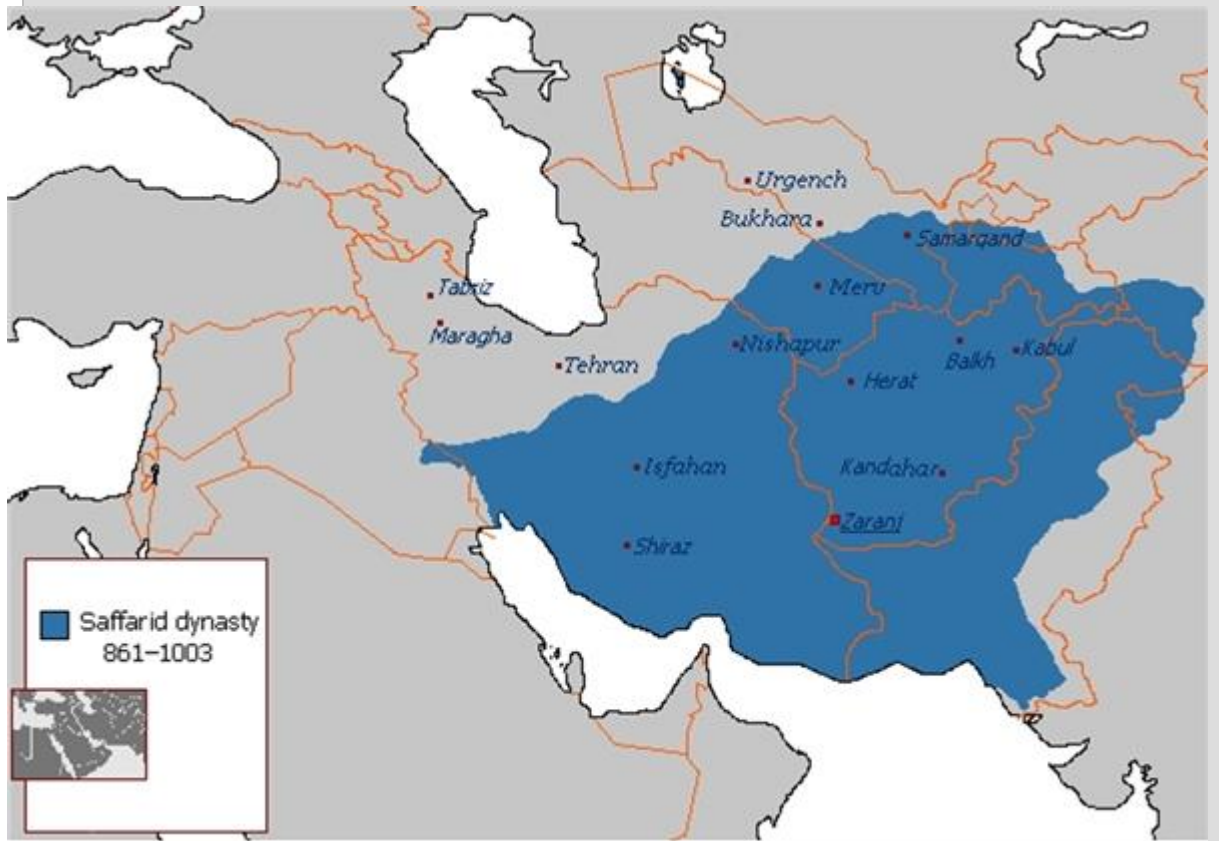 Urgench
Bukhara
Samarqand
Tabriz
Merv
Maragha
Nishapur
Balkh
Kabul
Tehran
Herat
Isfahan
Kandahar
Zaranj
Shiraz
Saffarid dynasty
861–1003